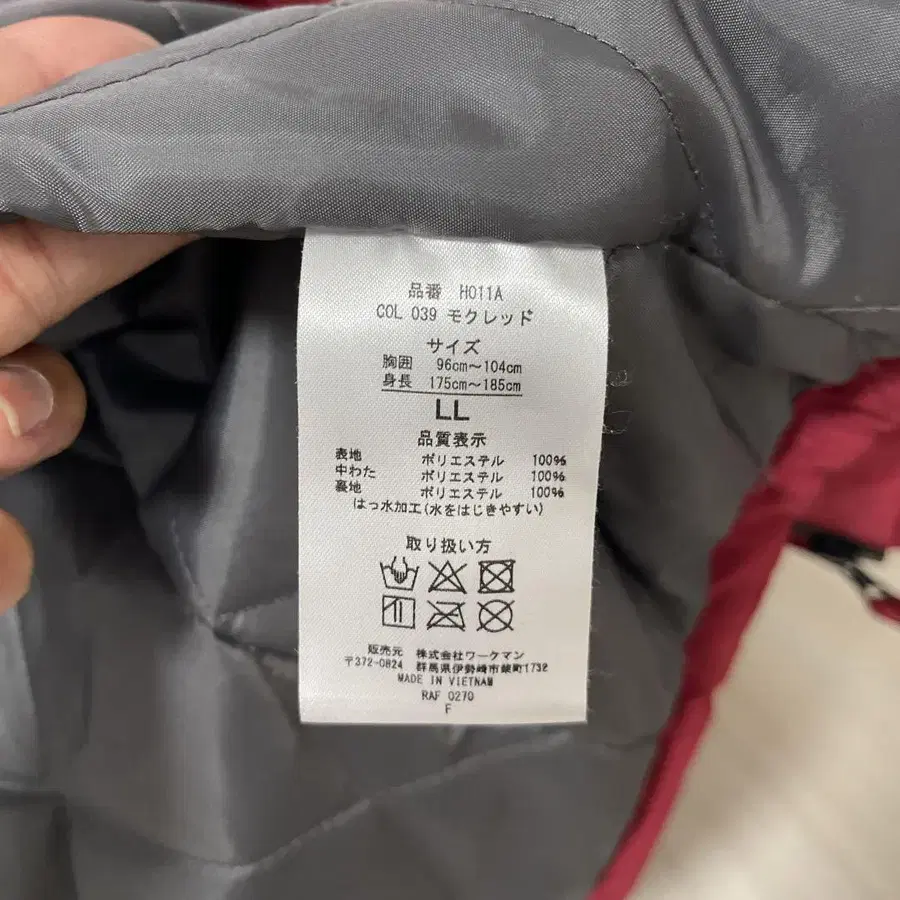 品番 H011A
COL 039 モクレッド
サイズ
胸囲 96cm～104cm
身長 175cm～185cm
LL
品質表示
表地 ポリエステル 100%
中わた ポリエステル 100%
裏地 ポリエステル 100%
はっ水加工(水をはじきやすい)
取り扱い方
販売元 株式会社ワークマン
〒372-0824 群馬県伊勢崎市柴町1732
MADE IN VIETNAM
RAF 0270
F